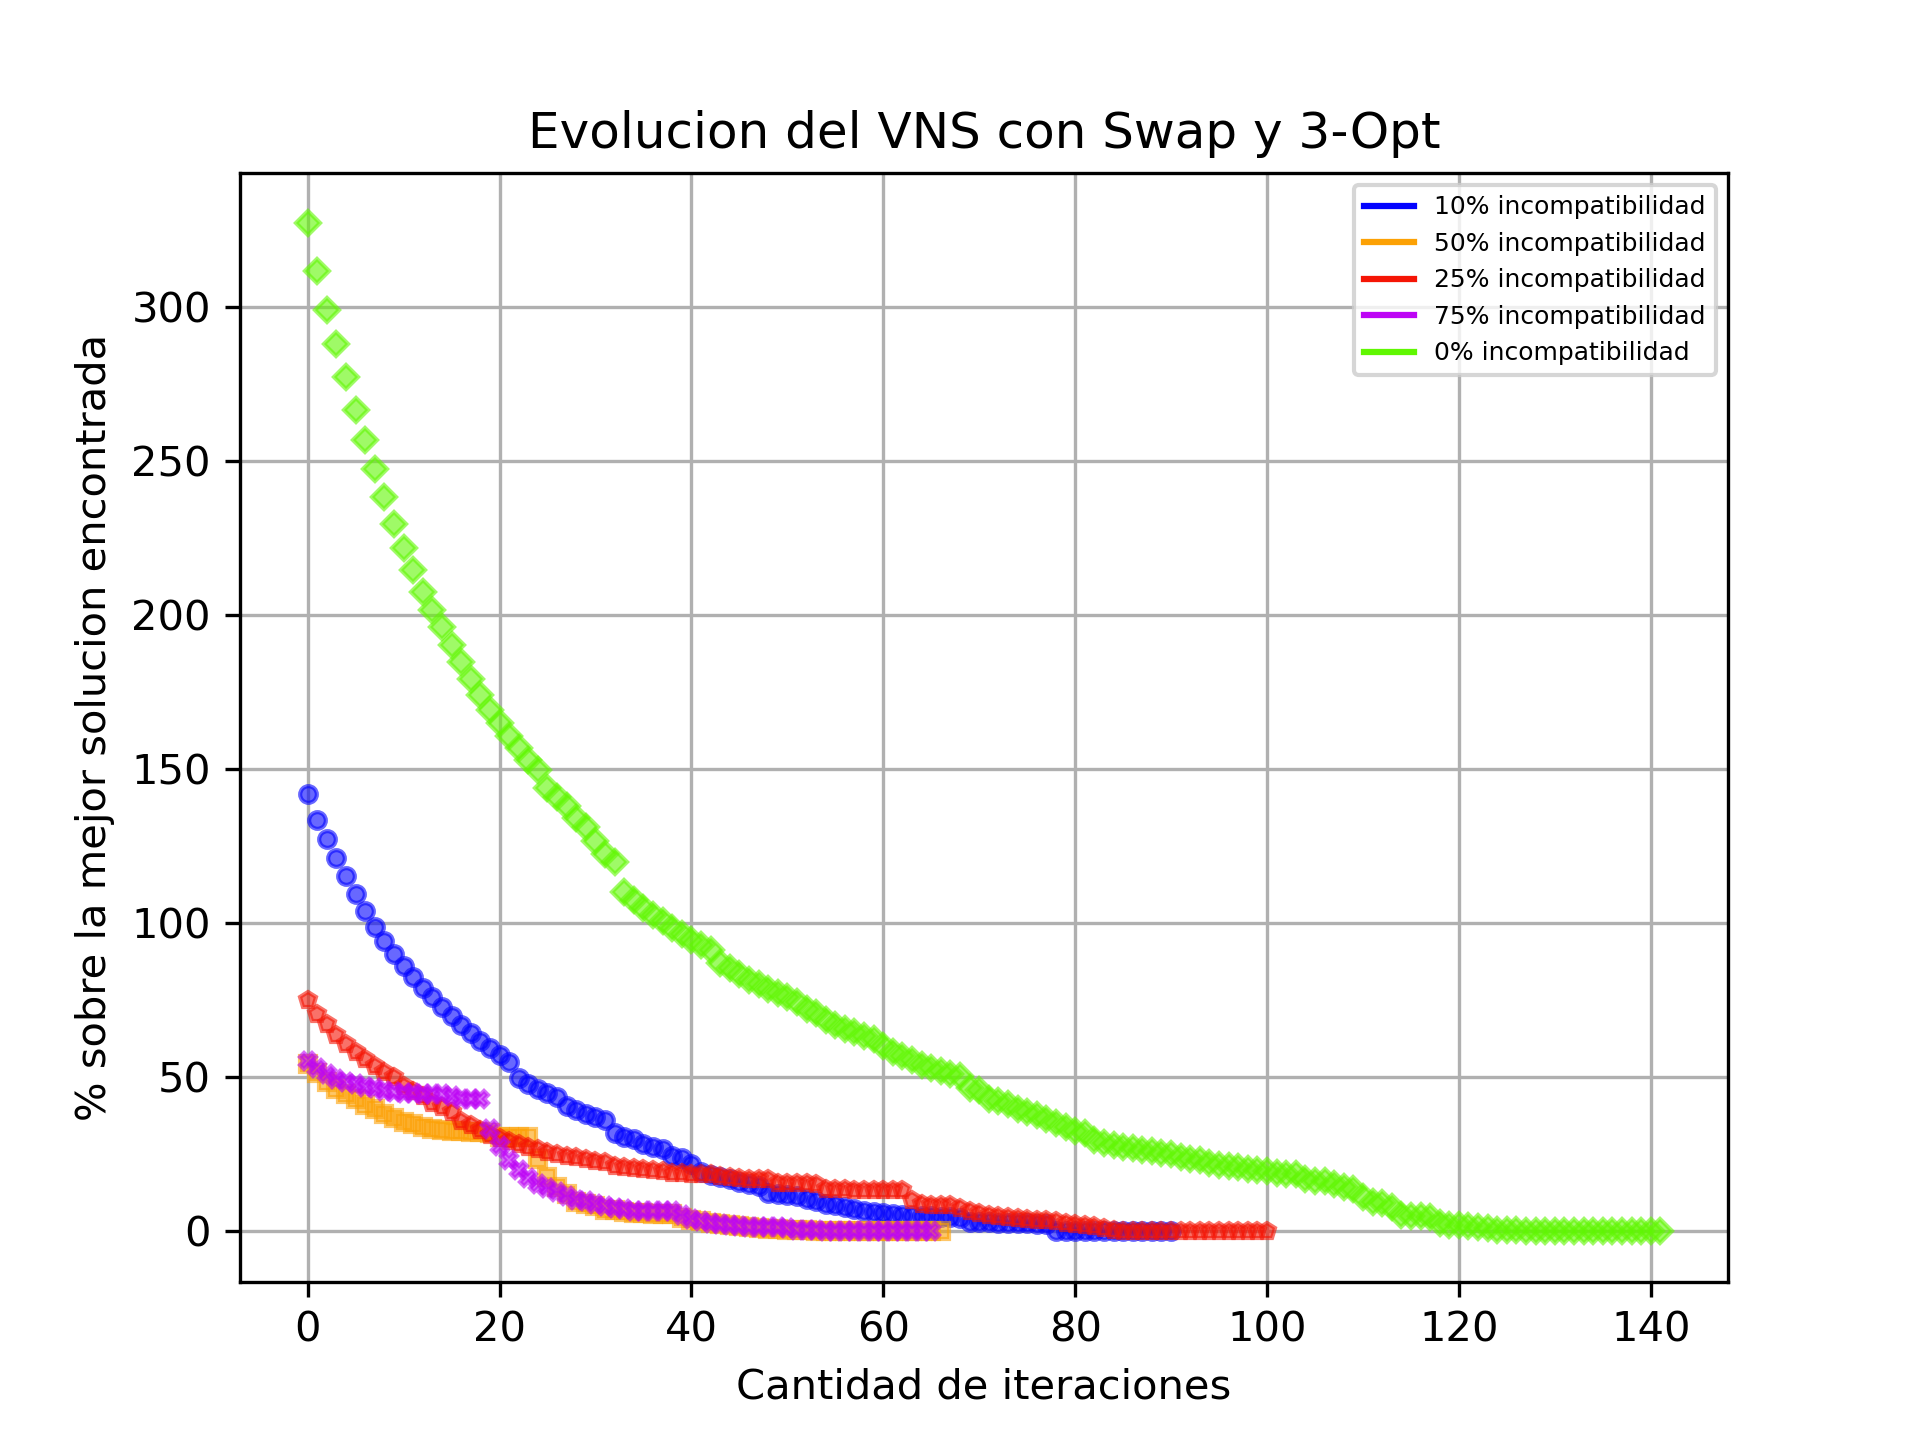 Evolucion del VNS con Swap y 3-Opt
10% incompatibilidad
50% incompatibilidad
25% incompatibilidad
75% incompatibilidad
0% incompatibilidad
% sobre la mejor solucion encontrada
300
250
200
150
100
50
0
0 20 40 60 80 100 120 140
Cantidad de iteraciones